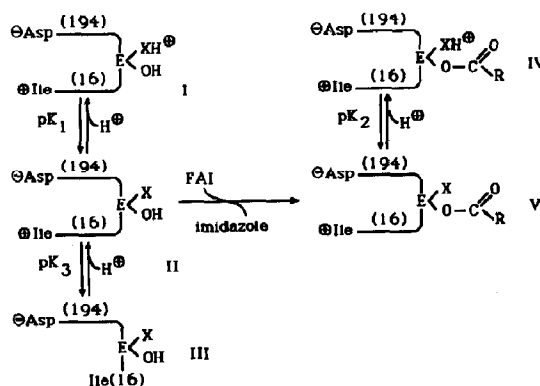 ⊖Asp (194) XH⊕
E OH
⊕Ile (16) I
pK1 H⊕
⊖Asp (194) X
E OH
⊕Ile (16) II
pK3 H⊕
⊖Asp (194) X
E OH III
Ile(16)
FAI
imidazole
⊖Asp (194) XH⊕ O IV
E O—C R
⊕Ile (16)
pK2 H⊕
⊖Asp (194) X O
E O—C R V
⊕Ile (16)